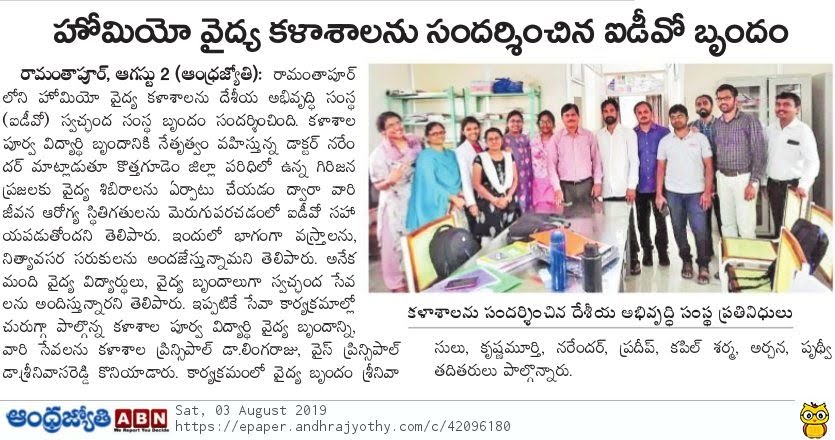 హోమియో వైద్య కళాశాలను సందర్శించిన ఐడీవో బృందం
రామంతాపూర్, ఆగస్టు 2 (ఆంధ్రజ్యోతి): రామంతాపూర్
లోని హోమియో వైద్య కళాశాలను దేశీయ అభివృద్ధి సంస్థ
(ఐడీవో) స్వచ్ఛంద సంస్థ బృందం సందర్శించింది. కళాశాల
పూర్వ విద్యార్థి బృందానికి నేతృత్వం వహిస్తున్న డాక్టర్ నరేం
దర్ మాట్లాడుతూ కొత్తగూడెం జిల్లా పరిధిలో ఉన్న గిరిజన
ప్రజలకు వైద్య శిబిరాలను ఏర్పాటు చేయడం ద్వారా వారి
జీవన ఆరోగ్య స్థితిగతులను మెరుగుపరచడంలో ఐడీవో సహా
యపడుతోందని తెలిపారు. ఇందులో భాగంగా వస్త్రాలను,
నిత్యావసర సరుకులను అందజేస్తున్నామని తెలిపారు. అనేక
మంది వైద్య విద్యార్థులు, వైద్య బృందాలుగా స్వచ్ఛంద సేవ
లను అందిస్తున్నారని తెలిపారు. ఇప్పటికే సేవా కార్యక్రమాల్లో
చురుగ్గా పాల్గొన్న కళాశాల పూర్వ విద్యార్థి వైద్య బృందాన్ని,
వారి సేవలను కళాశాల ప్రిన్సిపాల్ డా.లింగరాజు, వైస్ ప్రిన్సిపాల్
డా.శ్రీనివాసరెడ్డి కొనియాడారు. కార్యక్రమంలో వైద్య బృందం శ్రీనివా
కళాశాలను సందర్శించిన దేశీయ అభివృద్ధి సంస్థ ప్రతినిధులు
సులు, కృష్ణమూర్తి, నరేందర్, ప్రదీప్, కపిల్ శర్మ, అర్చన, పృథ్వీ
తదితరులు పాల్గొన్నారు.
ఆంధ్రజ్యోతి ABN
We Report You Decide
Sat, 03 August 2019
https://epaper.andhrajyothy.com/c/42096180